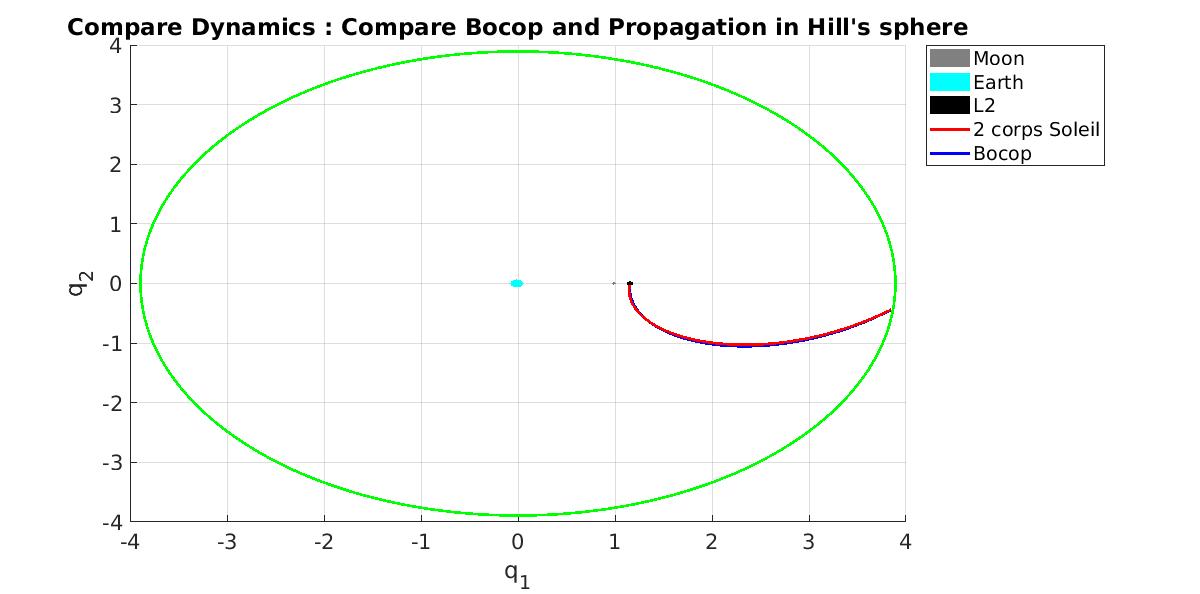 Compare Dynamics : Compare Bocop and Propagation in Hill's sphere
4
3
2
1
0
-1
-2
-3
-4
q2
-4
-3
-2
-1
0
1
2
3
4
q1
Moon
Earth
L2
2 corps Soleil
Bocop